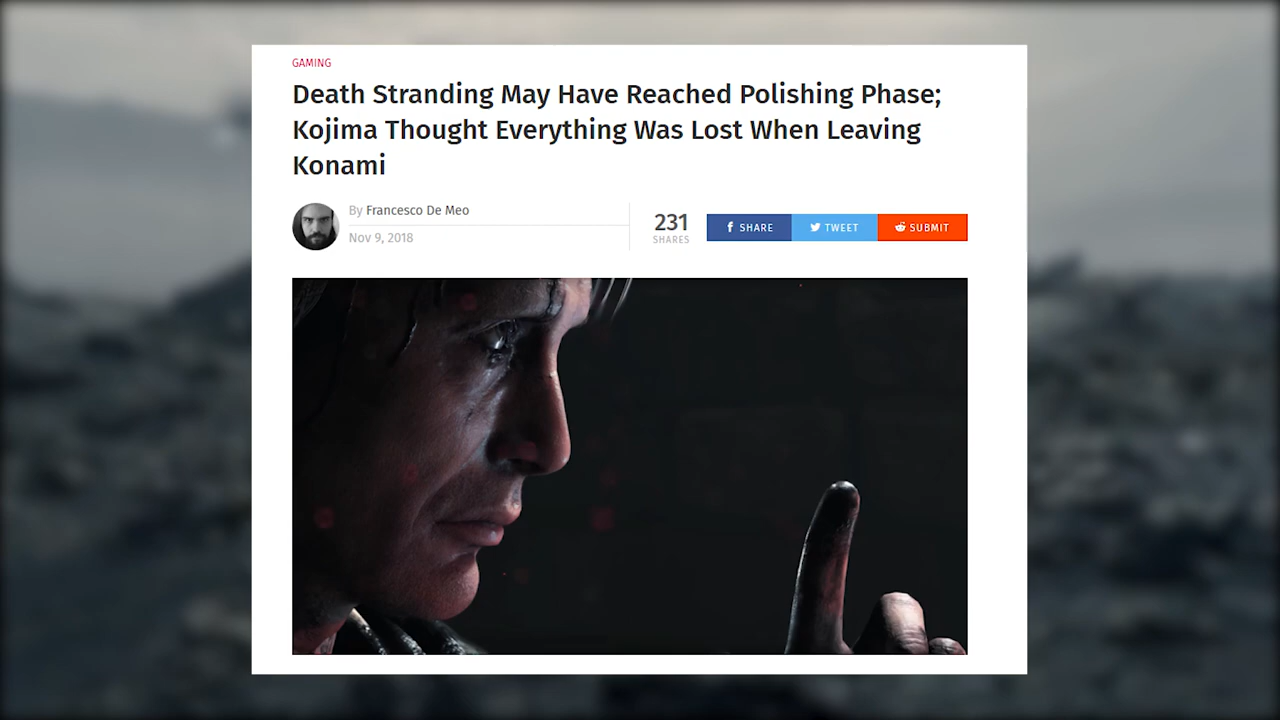 GAMING
Death Stranding May Have Reached Polishing Phase;
Kojima Thought Everything Was Lost When Leaving
Konami
By Francesco De Meo
Nov 9, 2018
231
SHARES
SHARE
TWEET
SUBMIT